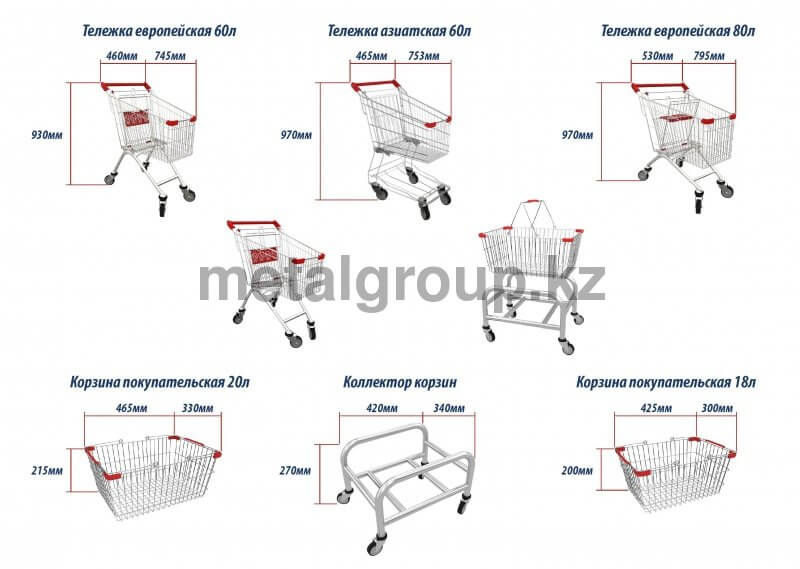 Тележка европейская 60л
460мм 745мм
930мм
Тележка азиатская 60л
465мм 753мм
970мм
Тележка европейская 80л
530мм 795мм
970мм
metalgroup.kz
Корзина покупательская 20л
465мм 330мм
215мм
Коллектор корзин
420мм 340мм
270мм
Корзина покупательская 18л
425мм 300мм
200мм